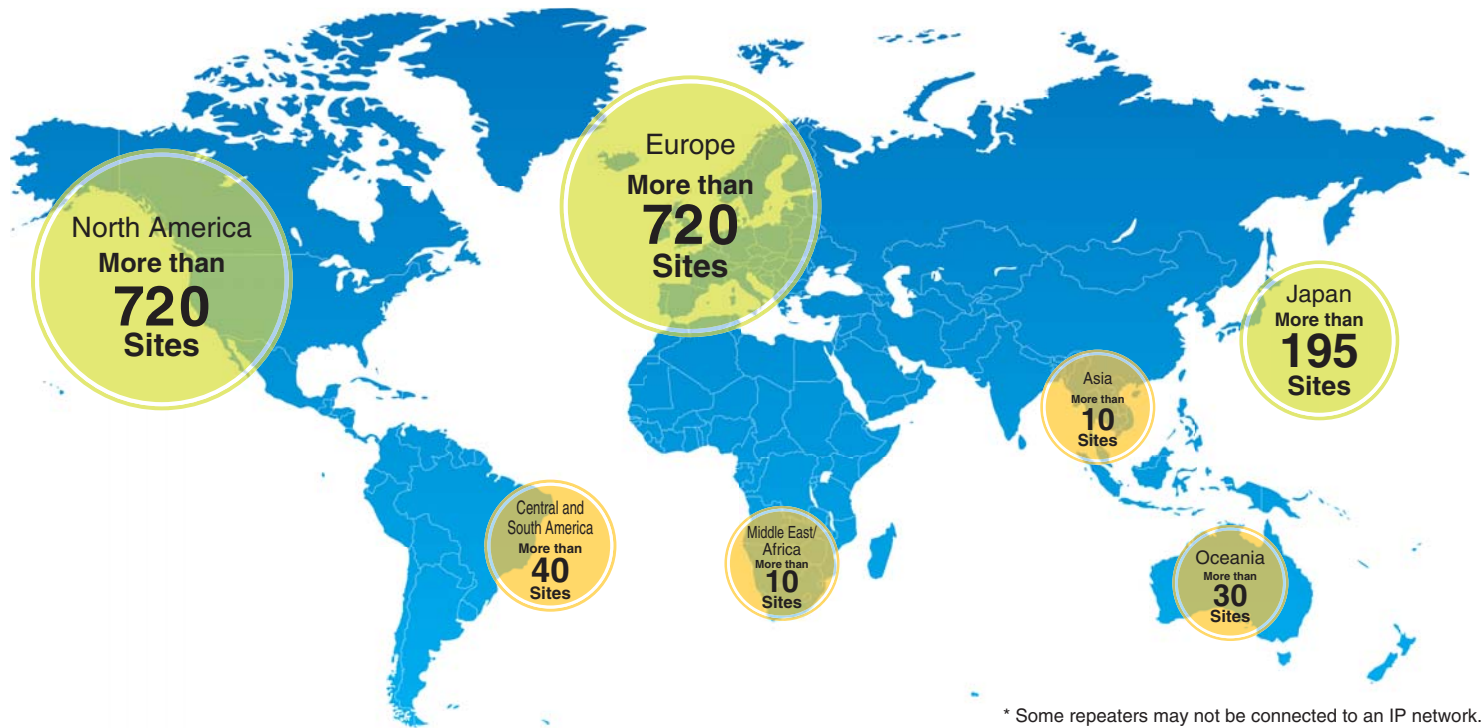 Europe
More than
720
Sites
North America
More than
720
Sites
Japan
More than
195
Sites
Asia
More than
10
Sites
Central and
South America
More than
40
Sites
Middle East/
Africa
More than
10
Sites
Oceania
More than
30
Sites
* Some repeaters may not be connected to an IP network.